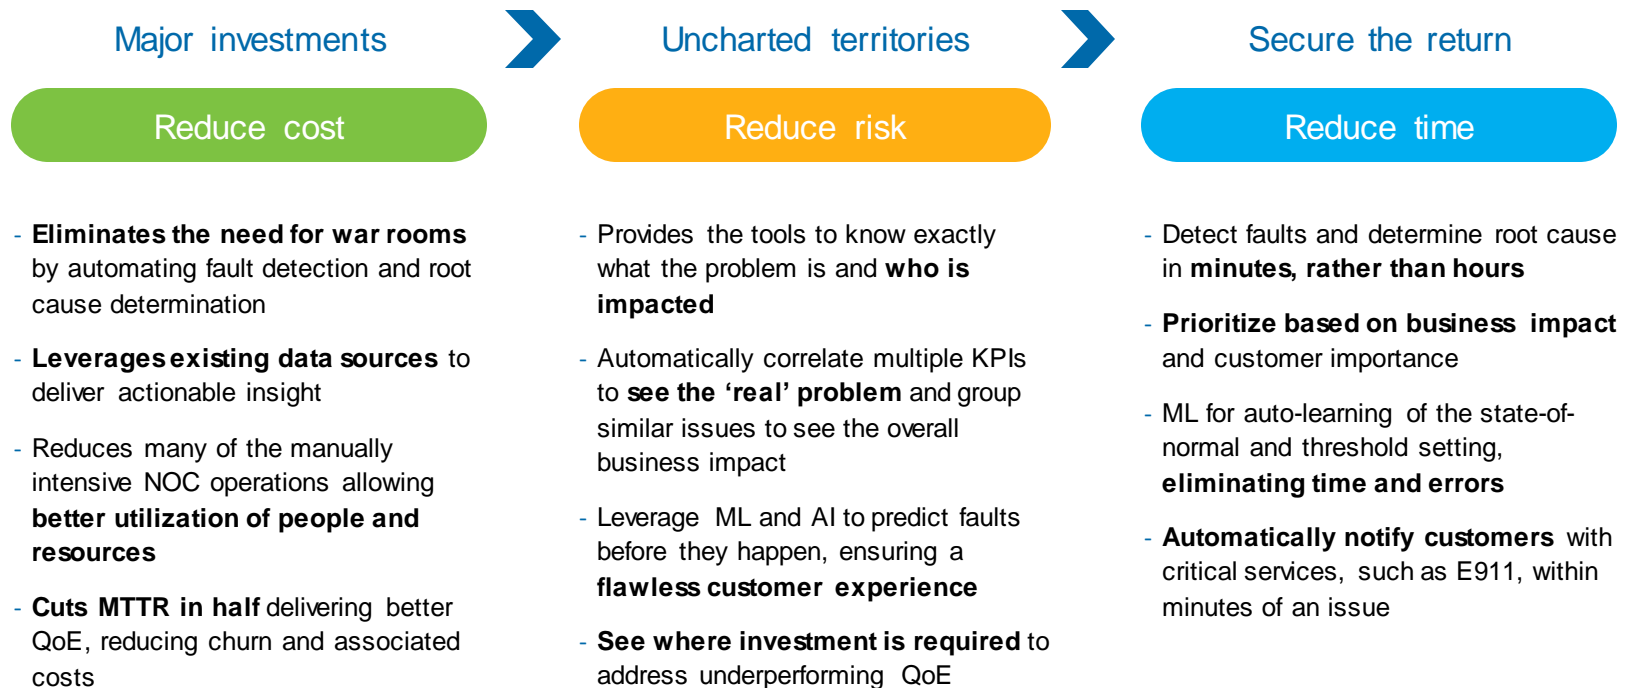 Major investments
Uncharted territories
Secure the return
Reduce cost
Reduce risk
Reduce time
- Eliminates the need for war rooms
by automating fault detection and root
cause determination
- Leverages existing data sources to
deliver actionable insight
- Reduces many of the manually
intensive NOC operations allowing
better utilization of people and
resources
- Cuts MTTR in half delivering better
QoE, reducing churn and associated
costs
- Provides the tools to know exactly
what the problem is and who is
impacted
- Automatically correlate multiple KPIs
to see the ‘real’ problem and group
similar issues to see the overall
business impact
- Leverage ML and AI to predict faults
before they happen, ensuring a
flawless customer experience
- See where investment is required to
address underperforming QoE
- Detect faults and determine root cause
in minutes, rather than hours
- Prioritize based on business impact
and customer importance
- ML for auto-learning of the state-of-
normal and threshold setting,
eliminating time and errors
- Automatically notify customers with
critical services, such as E911, within
minutes of an issue